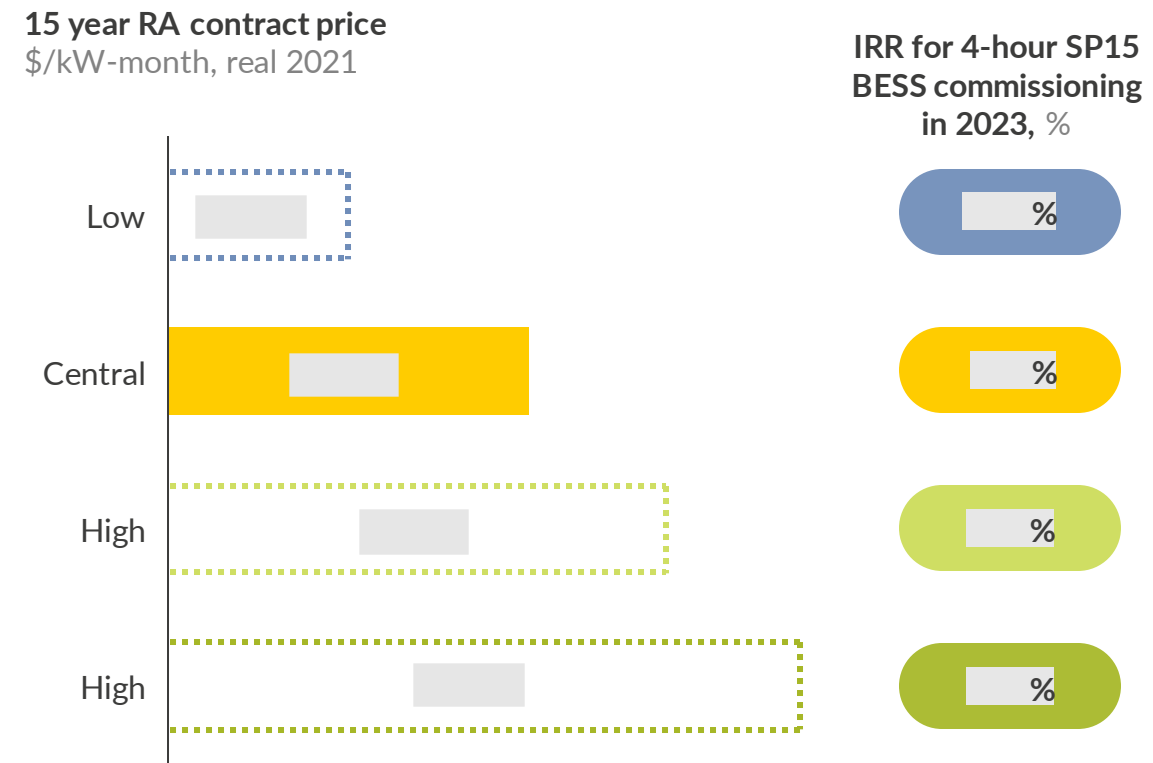 15 year RA contract price
$/kW-month, real 2021
IRR for 4-hour SP15
BESS commissioning
in 2023, %
Low
%
Central
%
High
%
High
%